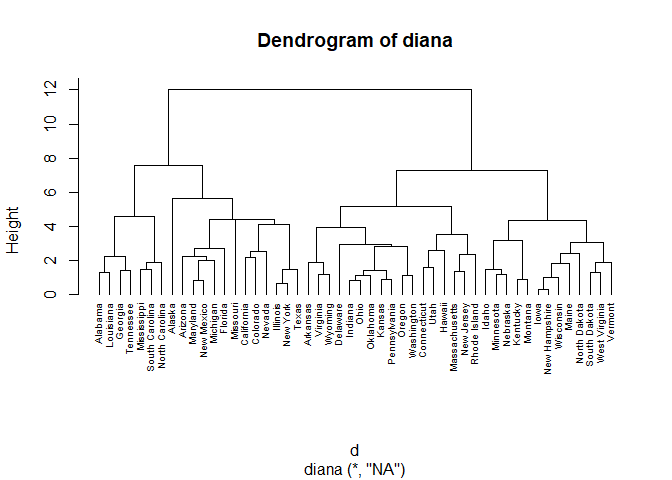 Dendrogram of diana
Height
12
10
8
6
4
2
0
Alabama
Louisiana
Georgia
Tennessee
Mississippi
South Carolina
North Carolina
Alaska
Arizona
Maryland
New Mexico
Michigan
Florida
Missouri
California
Colorado
Nevada
Illinois
New York
Texas
Arkansas
Virginia
Wyoming
Delaware
Indiana
Ohio
Oklahoma
Kansas
Pennsylvania
Oregon
Washington
Connecticut
Utah
Hawaii
Massachusetts
New Jersey
Rhode Island
Idaho
Minnesota
Nebraska
Kentucky
Montana
Iowa
New Hampshire
Wisconsin
Maine
North Dakota
South Dakota
West Virginia
Vermont
d
diana (*, "NA")